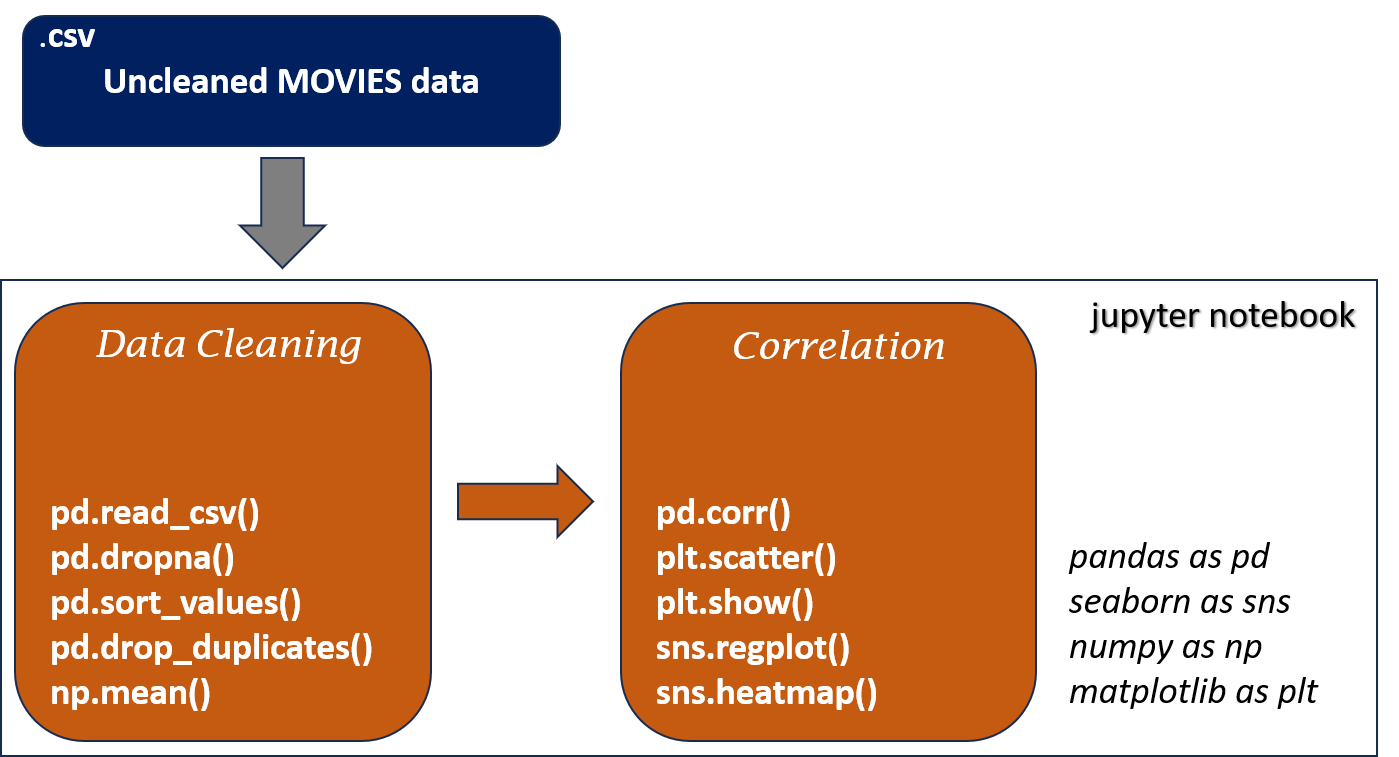 .csv
Uncleaned MOVIES data
jupyter notebook
Data Cleaning
pd.read_csv()
pd.dropna()
pd.sort_values()
pd.drop_duplicates()
np.mean()
Correlation
pd.corr()
plt.scatter()
plt.show()
sns.regplot()
sns.heatmap()
pandas as pd
seaborn as sns
numpy as np
matplotlib as plt